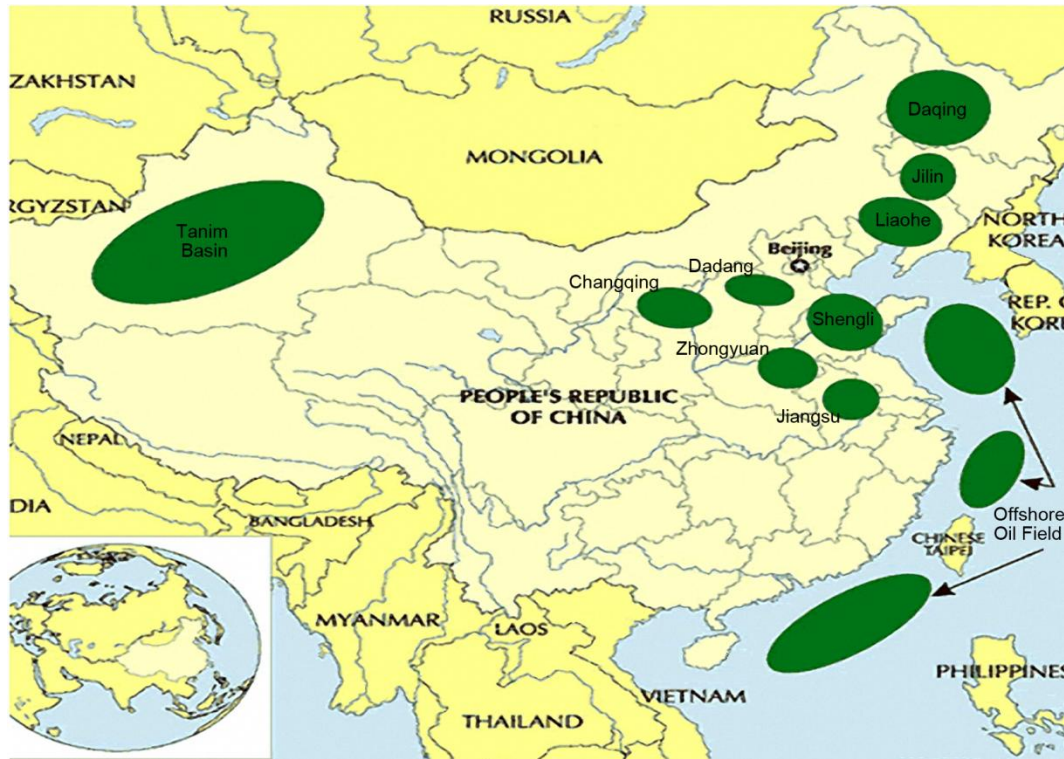 RUSSIA
ZAKHSTAN
Daqing
MONGOLIA
Jilin
RGYZSTAN
Tanim
Basin
Liaohe
NORTH
KOREA
Beijing
Dadang
Changqing
REP. O
KORE
Shengli
Zhongyuan
PEOPLE'S REPUBLIC
OF CHINA
Jiangsu
NEPAL
DIA
BANGLADESH
Offshore
Oil Field
CHINESE
TAIPEI
MYANMAR
LAOS
VIETNAM
PHILIPPINES
THAILAND